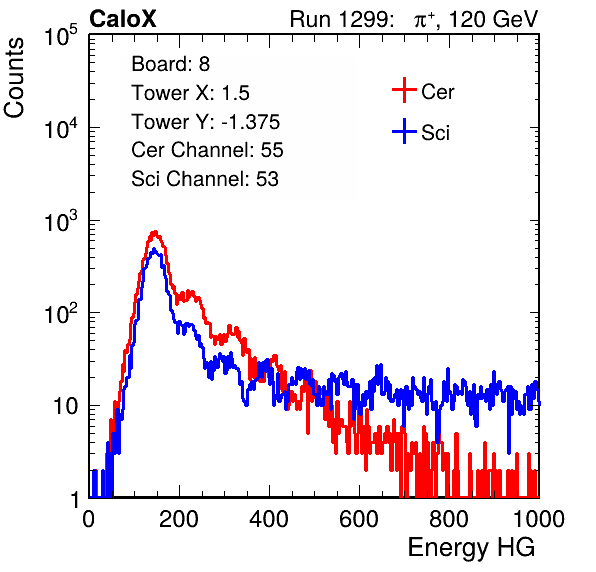 CaloX Run 1299: π⁺, 120 GeV
Counts
Board: 8
Tower X: 1.5
Tower Y: -1.375
Cer Channel: 55
Sci Channel: 53
Cer
Sci
10⁵
10⁴
10³
10²
10
1
0 200 400 600 800 1000
Energy HG